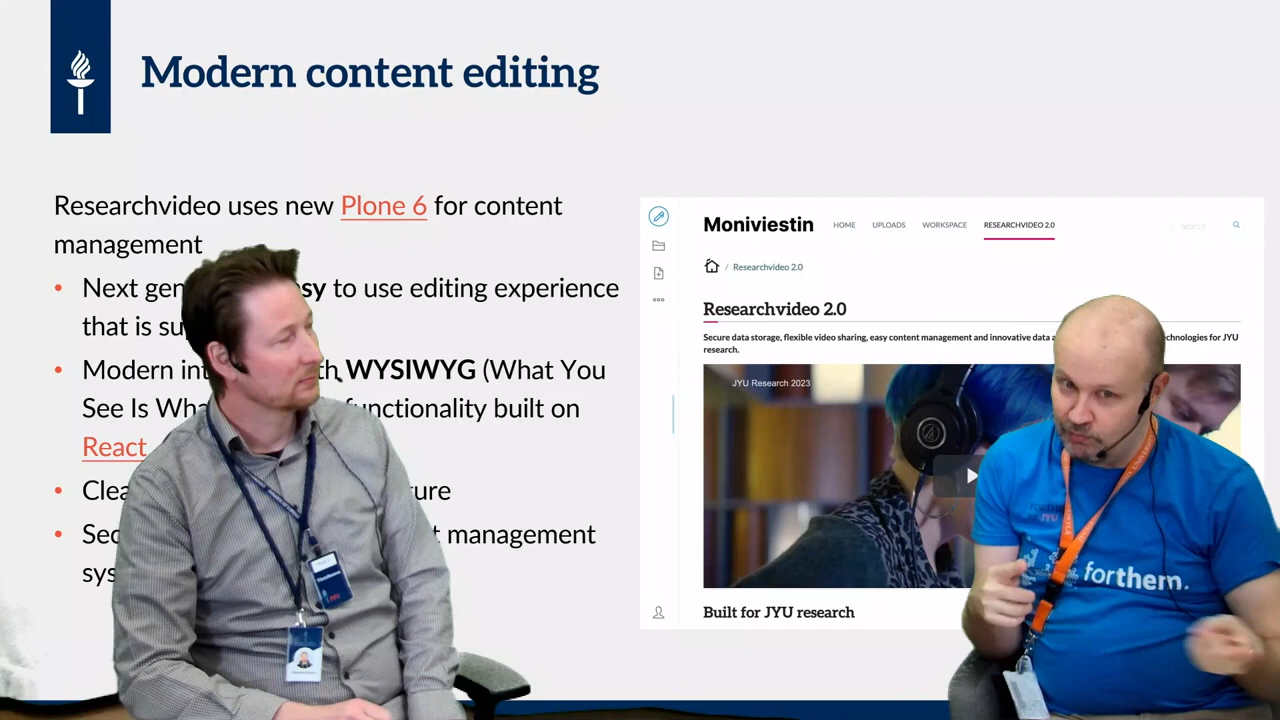 Modern content editing
Researchvideo uses new Plone 6 for content
management
Next gen sy to use editing experience
that is su
Modern int th WYSIWYG (What You
See Is Wha functionality built on
React
Clea ture
Sec t management
sys
Moniviestin
HOME UPLOADS WORKSPACE RESEARCHVIDEO 2.0
/ Researchvideo 2.0
Researchvideo 2.0
Secure data storage, flexible video sharing, easy content management and innovative data a technologies for JYU
research.
JYU Research 2023
Built for JYU research
forthem.